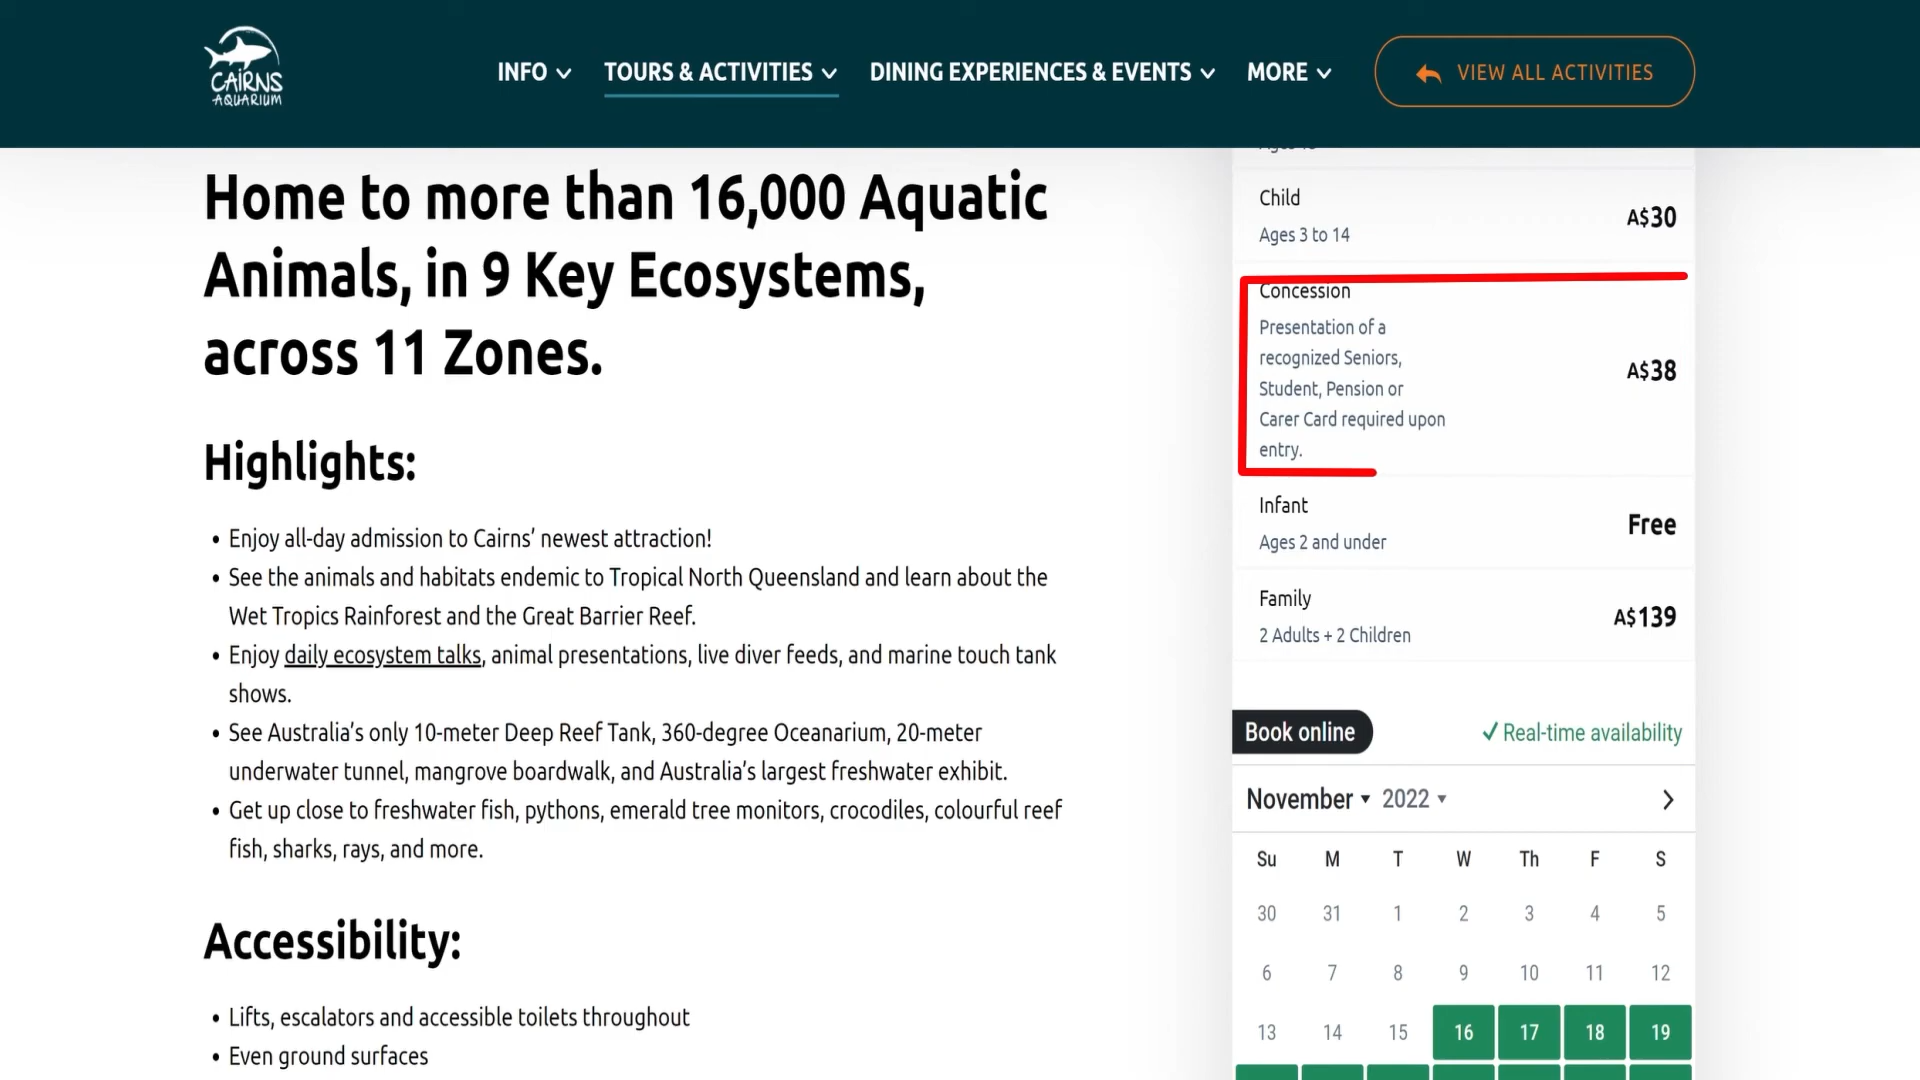 CAIRNS
AQUARIUM
INFO
TOURS & ACTIVITIES
DINING EXPERIENCES & EVENTS
MORE
VIEW ALL ACTIVITIES
Home to more than 16,000 Aquatic
Animals, in 9 Key Ecosystems,
across 11 Zones.
Highlights:
• Enjoy all-day admission to Cairns’ newest attraction!
• See the animals and habitats endemic to Tropical North Queensland and learn about the
Wet Tropics Rainforest and the Great Barrier Reef.
• Enjoy daily ecosystem talks, animal presentations, live diver feeds, and marine touch tank
shows.
• See Australia’s only 10-meter Deep Reef Tank, 360-degree Oceanarium, 20-meter
underwater tunnel, mangrove boardwalk, and Australia’s largest freshwater exhibit.
• Get up close to freshwater fish, pythons, emerald tree monitors, crocodiles, colourful reef
fish, sharks, rays, and more.
Accessibility:
• Lifts, escalators and accessible toilets throughout
• Even ground surfaces
Child
Ages 3 to 14
A$30
Concession
Presentation of a
recognized Seniors,
Student, Pension or
Carer Card required upon
entry.
A$38
Infant
Ages 2 and under
Free
Family
2 Adults + 2 Children
A$139
Book online
Real-time availability
November 2022
Su M T W Th F S
30 31 1 2 3 4 5
6 7 8 9 10 11 12
13 14 15 16 17 18 19